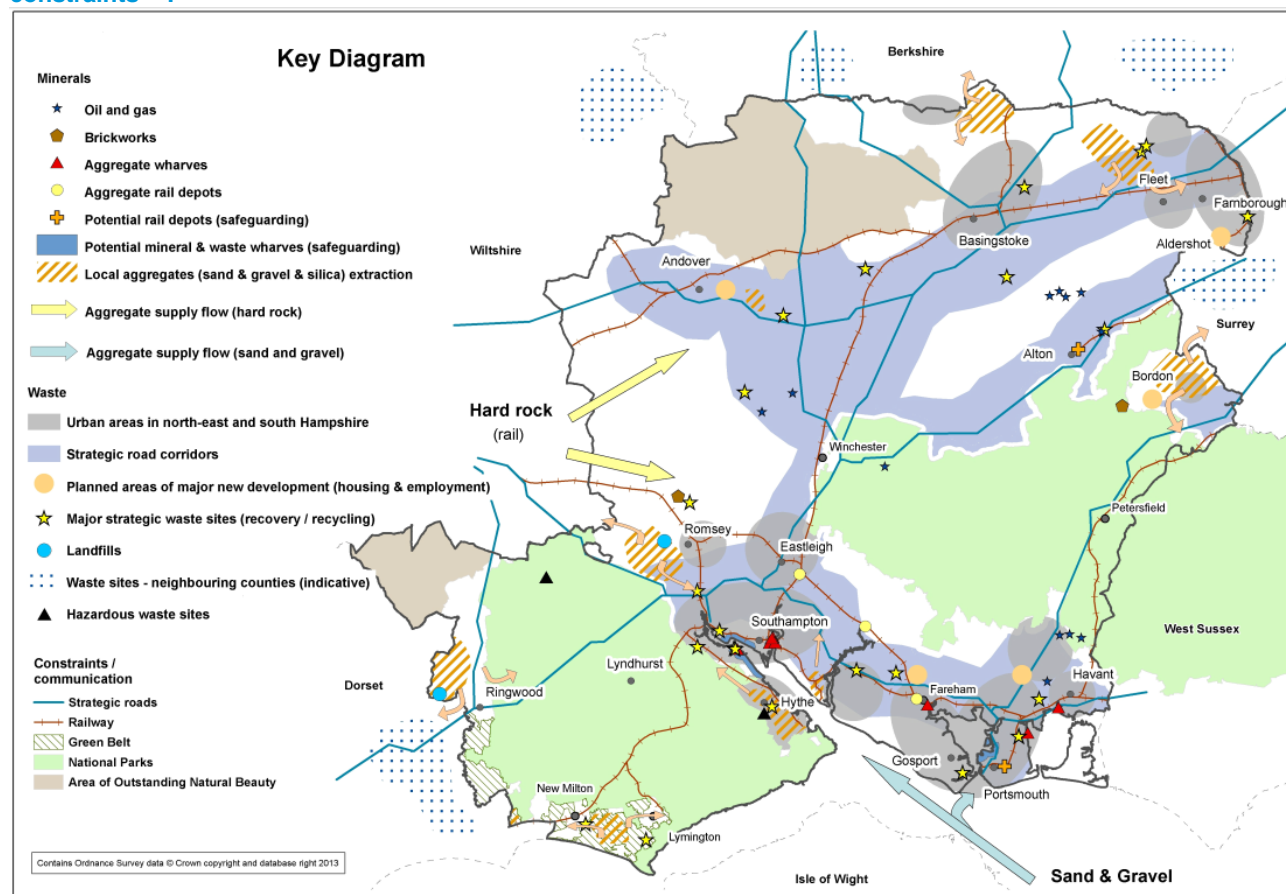 Key Diagram
Minerals
Oil and gas
Brickworks
Aggregate wharves
Aggregate rail depots
Potential rail depots (safeguarding)
Potential mineral & waste wharves (safeguarding)
Local aggregates (sand & gravel & silica) extraction
Aggregate supply flow (hard rock)
Aggregate supply flow (sand and gravel)
Waste
Urban areas in north-east and south Hampshire
Strategic road corridors
Planned areas of major new development (housing & employment)
Major strategic waste sites (recovery / recycling)
Landfills
Waste sites - neighbouring counties (indicative)
Hazardous waste sites
Constraints /
communication
Strategic roads
Railway
Green Belt
National Parks
Area of Outstanding Natural Beauty
Contains Ordnance Survey data © Crown copyright and database right 2013
Berkshire
Fleet
Farnborough
Basingstoke
Aldershot
Wiltshire
Andover
Surrey
Alton
Bordon
Hard rock
(rail)
Winchester
Petersfield
Romsey
Eastleigh
Southampton
West Sussex
Lyndhurst
Dorset
Ringwood
Hythe
Fareham
Havant
Gosport
Portsmouth
New Milton
Lymington
Isle of Wight
Sand & Gravel